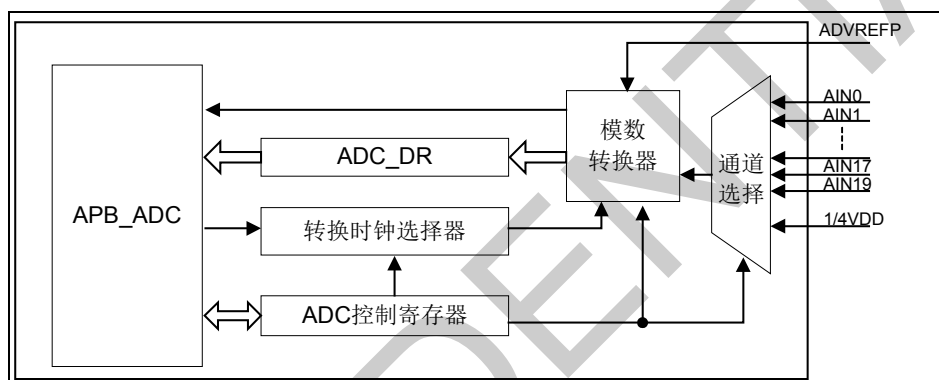 ADVREFP
AIN0
AIN1
模数
转换器
ADC_DR
通道
选择
AIN17
AIN19
APB_ADC
转换时钟选择器
1/4VDD
ADC控制寄存器
DENTIA